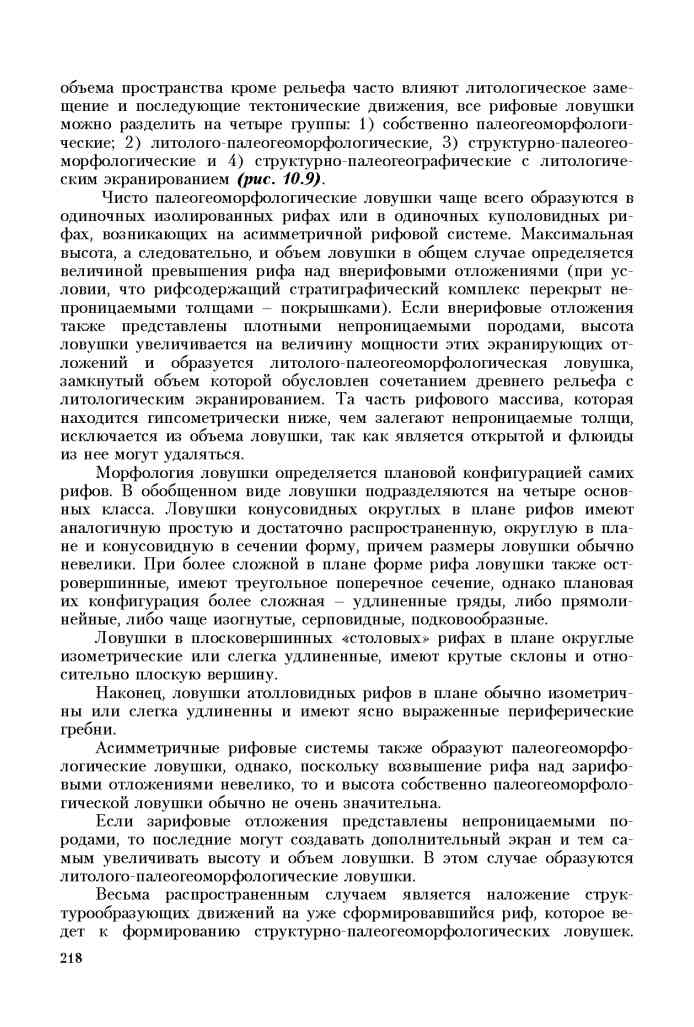 объема пространства кроме рельефа часто влияют литологическое заме-
щение и последующие тектонические движения, все рифовые ловушки
можно разделить на четыре группы: 1) собственно палеогеоморфологи-
ческие; 2) литолого-палеогеоморфологические, 3) структурно-палеогео-
морфологические и 4) структурно-палеогеографические с литологиче-
ским экранированием (рис. 10.9).
Чисто палеогеоморфологические ловушки чаще всего образуются в
одиночных изолированных рифах или в одиночных куполовидных ри-
фах, возникающих на асимметричной рифовой системе. Максимальная
высота, а следовательно, и объем ловушки в общем случае определяется
величиной превышения рифа над внерифовыми отложениями (при ус-
ловии, что рифсодержащий стратиграфический комплекс перекрыт не-
проницаемыми толщами – покрышками). Если внерифовые отложения
также представлены плотными непроницаемыми породами, высота
ловушки увеличивается на величину мощности этих экранирующих от-
ложений и образуется литолого-палеогеоморфологическая ловушка,
замкнутый объем которой обусловлен сочетанием древнего рельефа с
литологическим экранированием. Та часть рифового массива, которая
находится гипсометрически ниже, чем залегают непроницаемые толщи,
исключается из объема ловушки, так как является открытой и флюиды
из нее могут удаляться.
Морфология ловушки определяется плановой конфигурацией самих
рифов. В обобщенном виде ловушки подразделяются на четыре основ-
ных класса. Ловушки конусовидных округлых в плане рифов имеют
аналогичную простую и достаточно распространенную, округлую в пла-
не и конусовидную в сечении форму, причем размеры ловушки обычно
невелики. При более сложной в плане форме рифа ловушки также ост-
ровершинные, имеют треугольное поперечное сечение, однако плановая
их конфигурация более сложная – удлиненные гряды, либо прямоли-
нейные, либо чаще изогнутые, серповидные, подковообразные.
Ловушки в плосковершинных «столовых» рифах в плане округлые
изометрические или слегка удлиненные, имеют крутые склоны и отно-
сительно плоскую вершину.
Наконец, ловушки атолловидных рифов в плане обычно изометрич-
ны или слегка удлиненны и имеют ясно выраженные периферические
гребни.
Асимметричные рифовые системы также образуют палеогеоморфо-
логические ловушки, однако, поскольку возвышение рифа над зарифо-
выми отложениями невелико, то и высота собственно палеогеоморфоло-
гической ловушки обычно не очень значительна.
Если зарифовые отложения представлены непроницаемыми по-
родами, то последние могут создавать дополнительный экран и тем са-
мым увеличивать высоту и объем ловушки. В этом случае образуются
литолого-палеогеоморфологические ловушки.
Весьма распространенным случаем является наложение струк-
турообразующих движений на уже сформировавшийся риф, которое ве-
дет к формированию структурно-палеогеоморфологических ловушек.
218